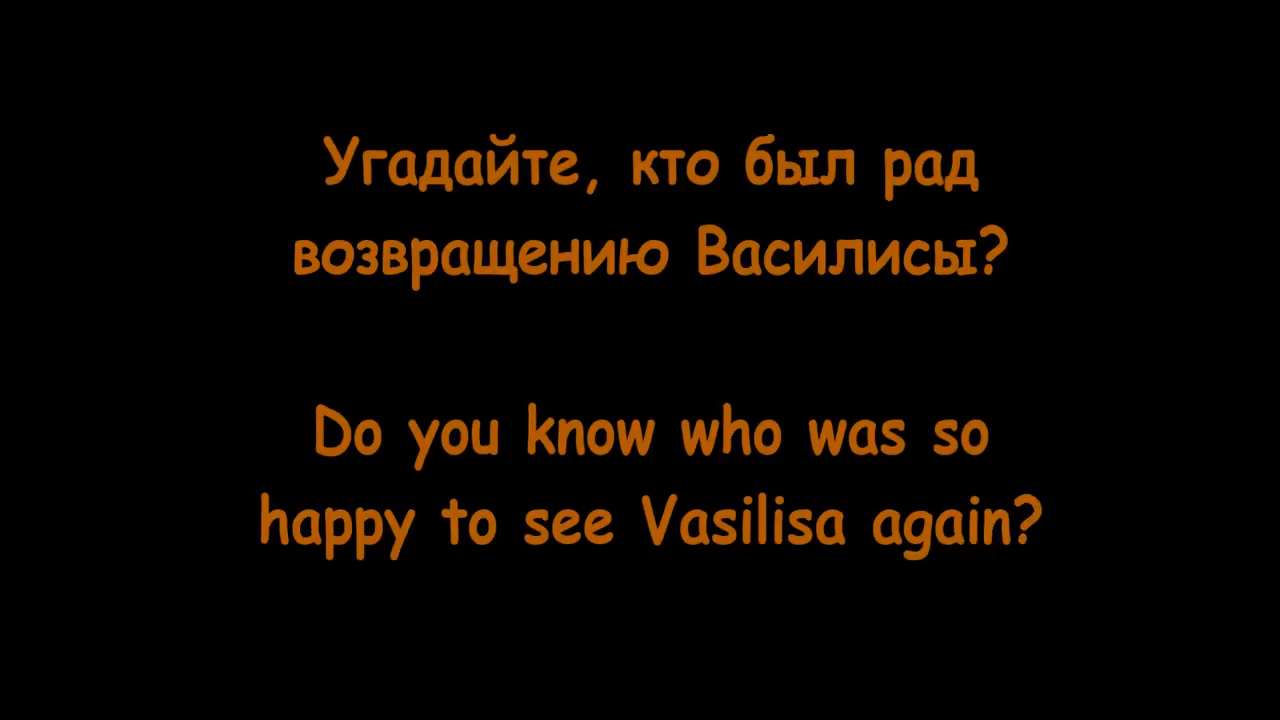 Угадайте, кто был рад
возвращению Василисы?
Do you know who was so
happy to see Vasilisa again?